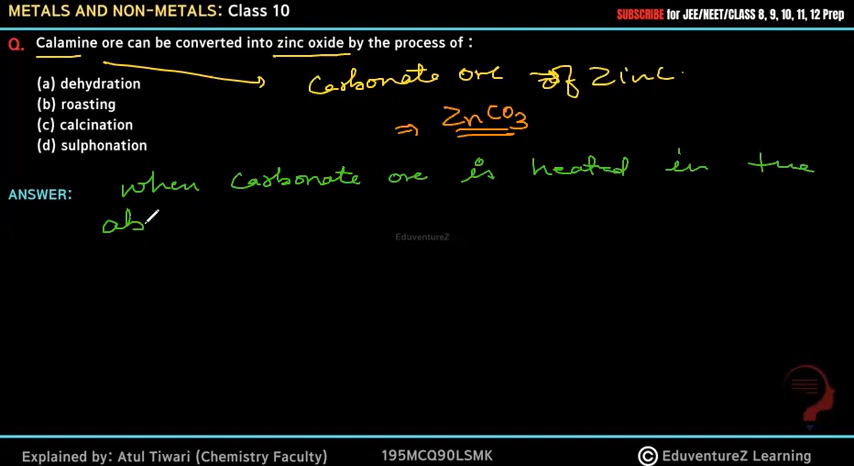 METALS AND NON-METALS: Class 10
SUBSCRIBE for JEE/NEET/CLASS 8, 9, 10, 11, 12 Prep
Q. Calamine ore can be converted into zinc oxide by the process of :
Carbonate ore of Zinc.
(a) dehydration
(b) roasting
⇒ ZnCO3
(c) calcination
(d) sulphonation
ANSWER: when carbonate ore is heated in the
ab
EduventureZ
Explained by: Atul Tiwari (Chemistry Faculty)
195MCQ90LSMK
© EduventureZ Learning